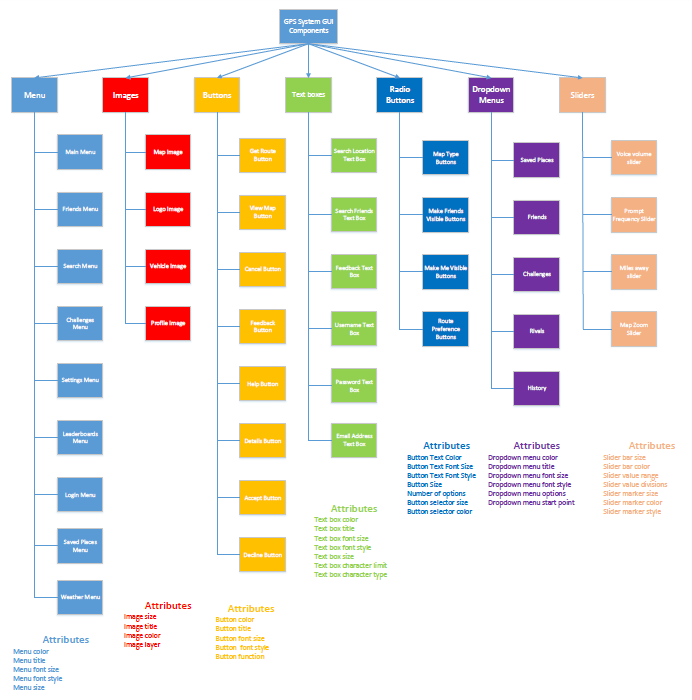 GPS System GUI
Components
Menu
Images
Buttons
Text boxes
Radio
Buttons
Dropdown
Menus
Sliders
Main Menu
Friends Menu
Search Menu
Challenges
Menu
Settings Menu
Leaderboards
Menu
Login Menu
Saved Places
Menu
Weather Menu
Map Image
Logo Image
Vehicle Image
Profile Image
Get Route
Button
View Map
Button
Cancel Button
Feedback
Button
Help Button
Details Button
Accept Button
Decline Button
Search Location
Text Box
Search Friends
Text Box
Feedback Text
Box
Username Text
Box
Password Text
Box
Email Address
Text Box
Map Type
Buttons
Make Friends
Visible Buttons
Make Me Visible
Buttons
Route
Preference
Buttons
Saved Places
Friends
Challenges
Rivals
History
Voice volume
slider
Prompt
Frequency Slider
Miles away
slider
Map Zoom
Slider
Attributes
Menu color
Menu title
Menu font size
Menu font style
Menu size
Attributes
Image size
Image title
Image color
Image layer
Attributes
Button color
Button title
Button font size
Button font style
Button function
Attributes
Text box color
Text box title
Text box font size
Text box font style
Text box size
Text box character limit
Text box character type
Attributes
Button Text Color
Button Text Font Size
Button Text Font Style
Button Size
Number of options
Button selector size
Button selector color
Attributes
Dropdown menu color
Dropdown menu title
Dropdown menu font size
Dropdown menu font style
Dropdown menu options
Dropdown menu start point
Attributes
Slider bar size
Slider bar color
Slider value range
Slider value divisions
Slider marker size
Slider marker color
Slider marker style